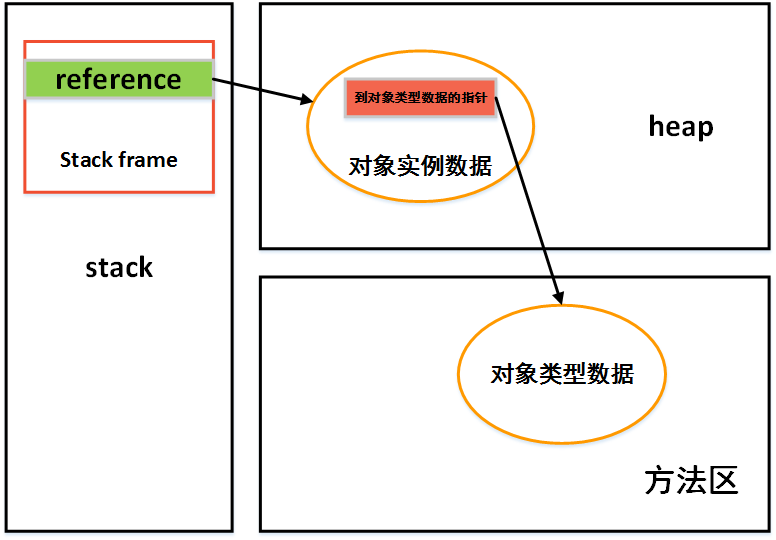 reference
Stack frame
stack
到对象类型数据的指针
对象实例数据
heap
对象类型数据
方法区